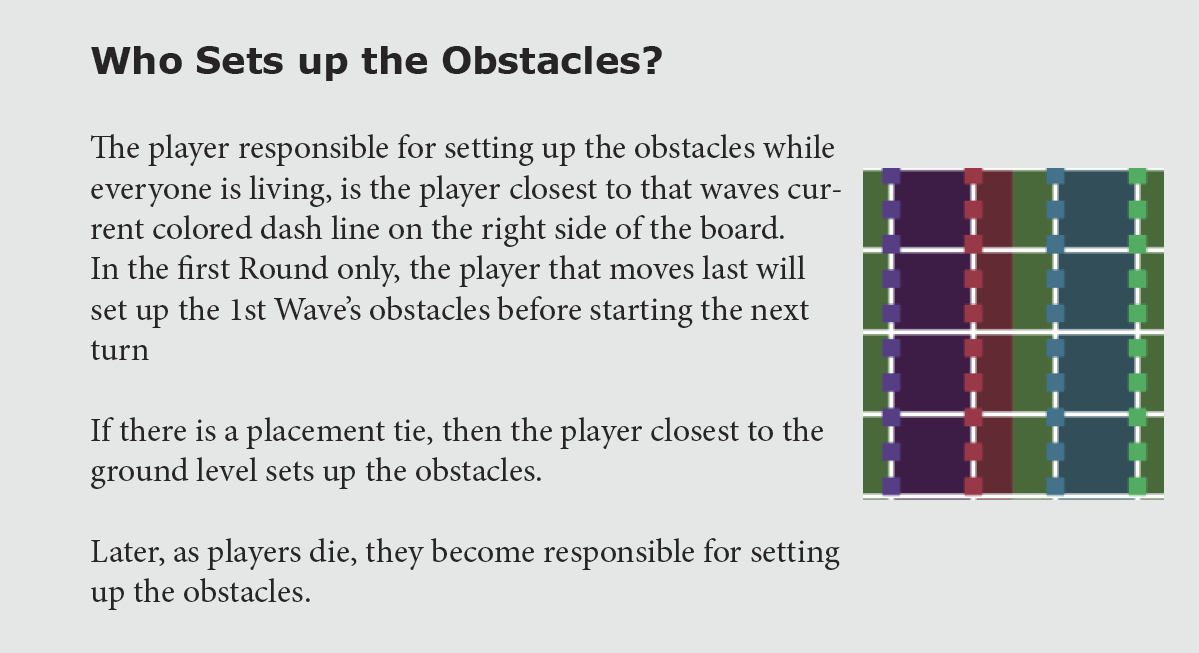 Who Sets up the Obstacles?
The player responsible for setting up the obstacles while
everyone is living, is the player closest to that waves cur-
rent colored dash line on the right side of the board.
In the first Round only, the player that moves last will
set up the 1st Wave’s obstacles before starting the next
turn
If there is a placement tie, then the player closest to the
ground level sets up the obstacles.
Later, as players die, they become responsible for setting
up the obstacles.